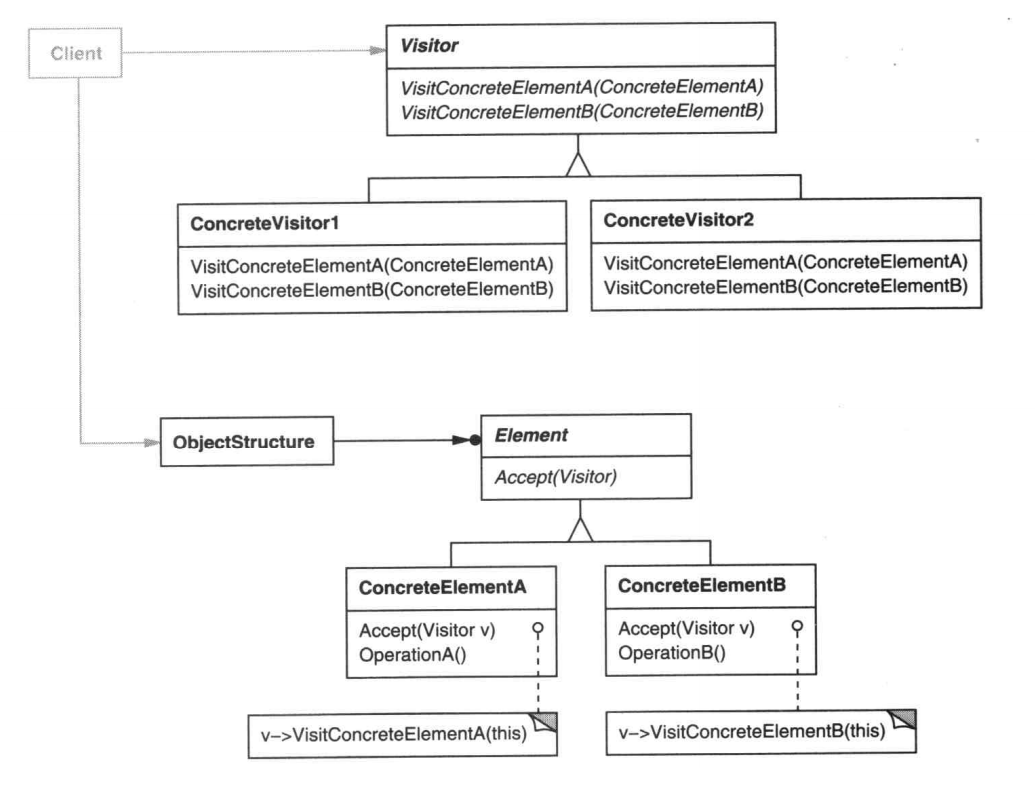 Client
Visitor
VisitConcreteElementA(ConcreteElementA)
VisitConcreteElementB(ConcreteElementB)
ConcreteVisitor1
VisitConcreteElementA(ConcreteElementA)
VisitConcreteElementB(ConcreteElementB)
ConcreteVisitor2
VisitConcreteElementA(ConcreteElementA)
VisitConcreteElementB(ConcreteElementB)
ObjectStructure
Element
Accept(Visitor)
ConcreteElementA
Accept(Visitor v)
OperationA()
ConcreteElementB
Accept(Visitor v)
OperationB()
v–>VisitConcreteElementA(this)
v–>VisitConcreteElementB(this)